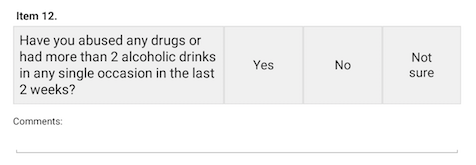 Item 12.
Have you abused any drugs or
had more than 2 alcoholic drinks
in any single occasion in the last
2 weeks?
Yes
No
Not
sure
Comments: